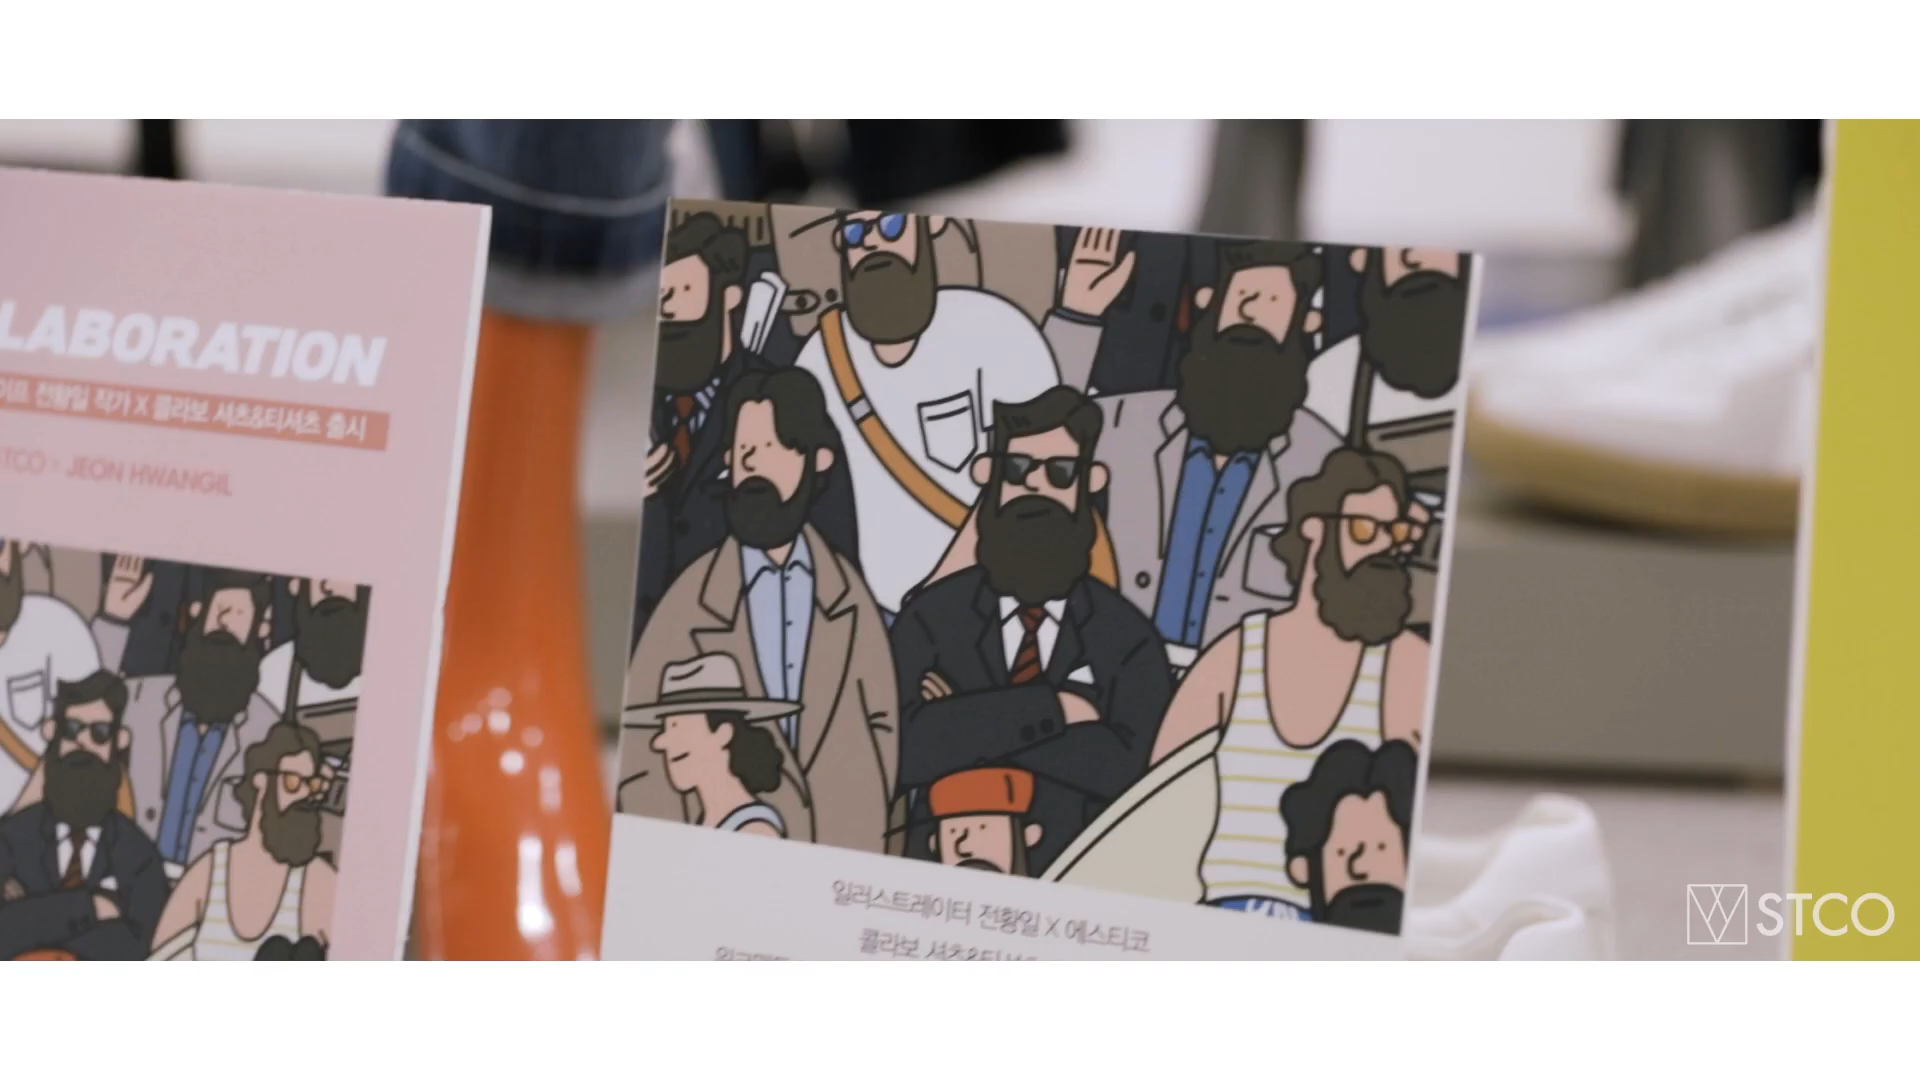 LABORATION
이프 전황일 작가 X 콜라보 셔츠&티셔츠 출시
STCO x JEON HWANGIL
일러스트레이터 전황일 X 에스티코
콜라보 셔츠&티셔츠
STCO